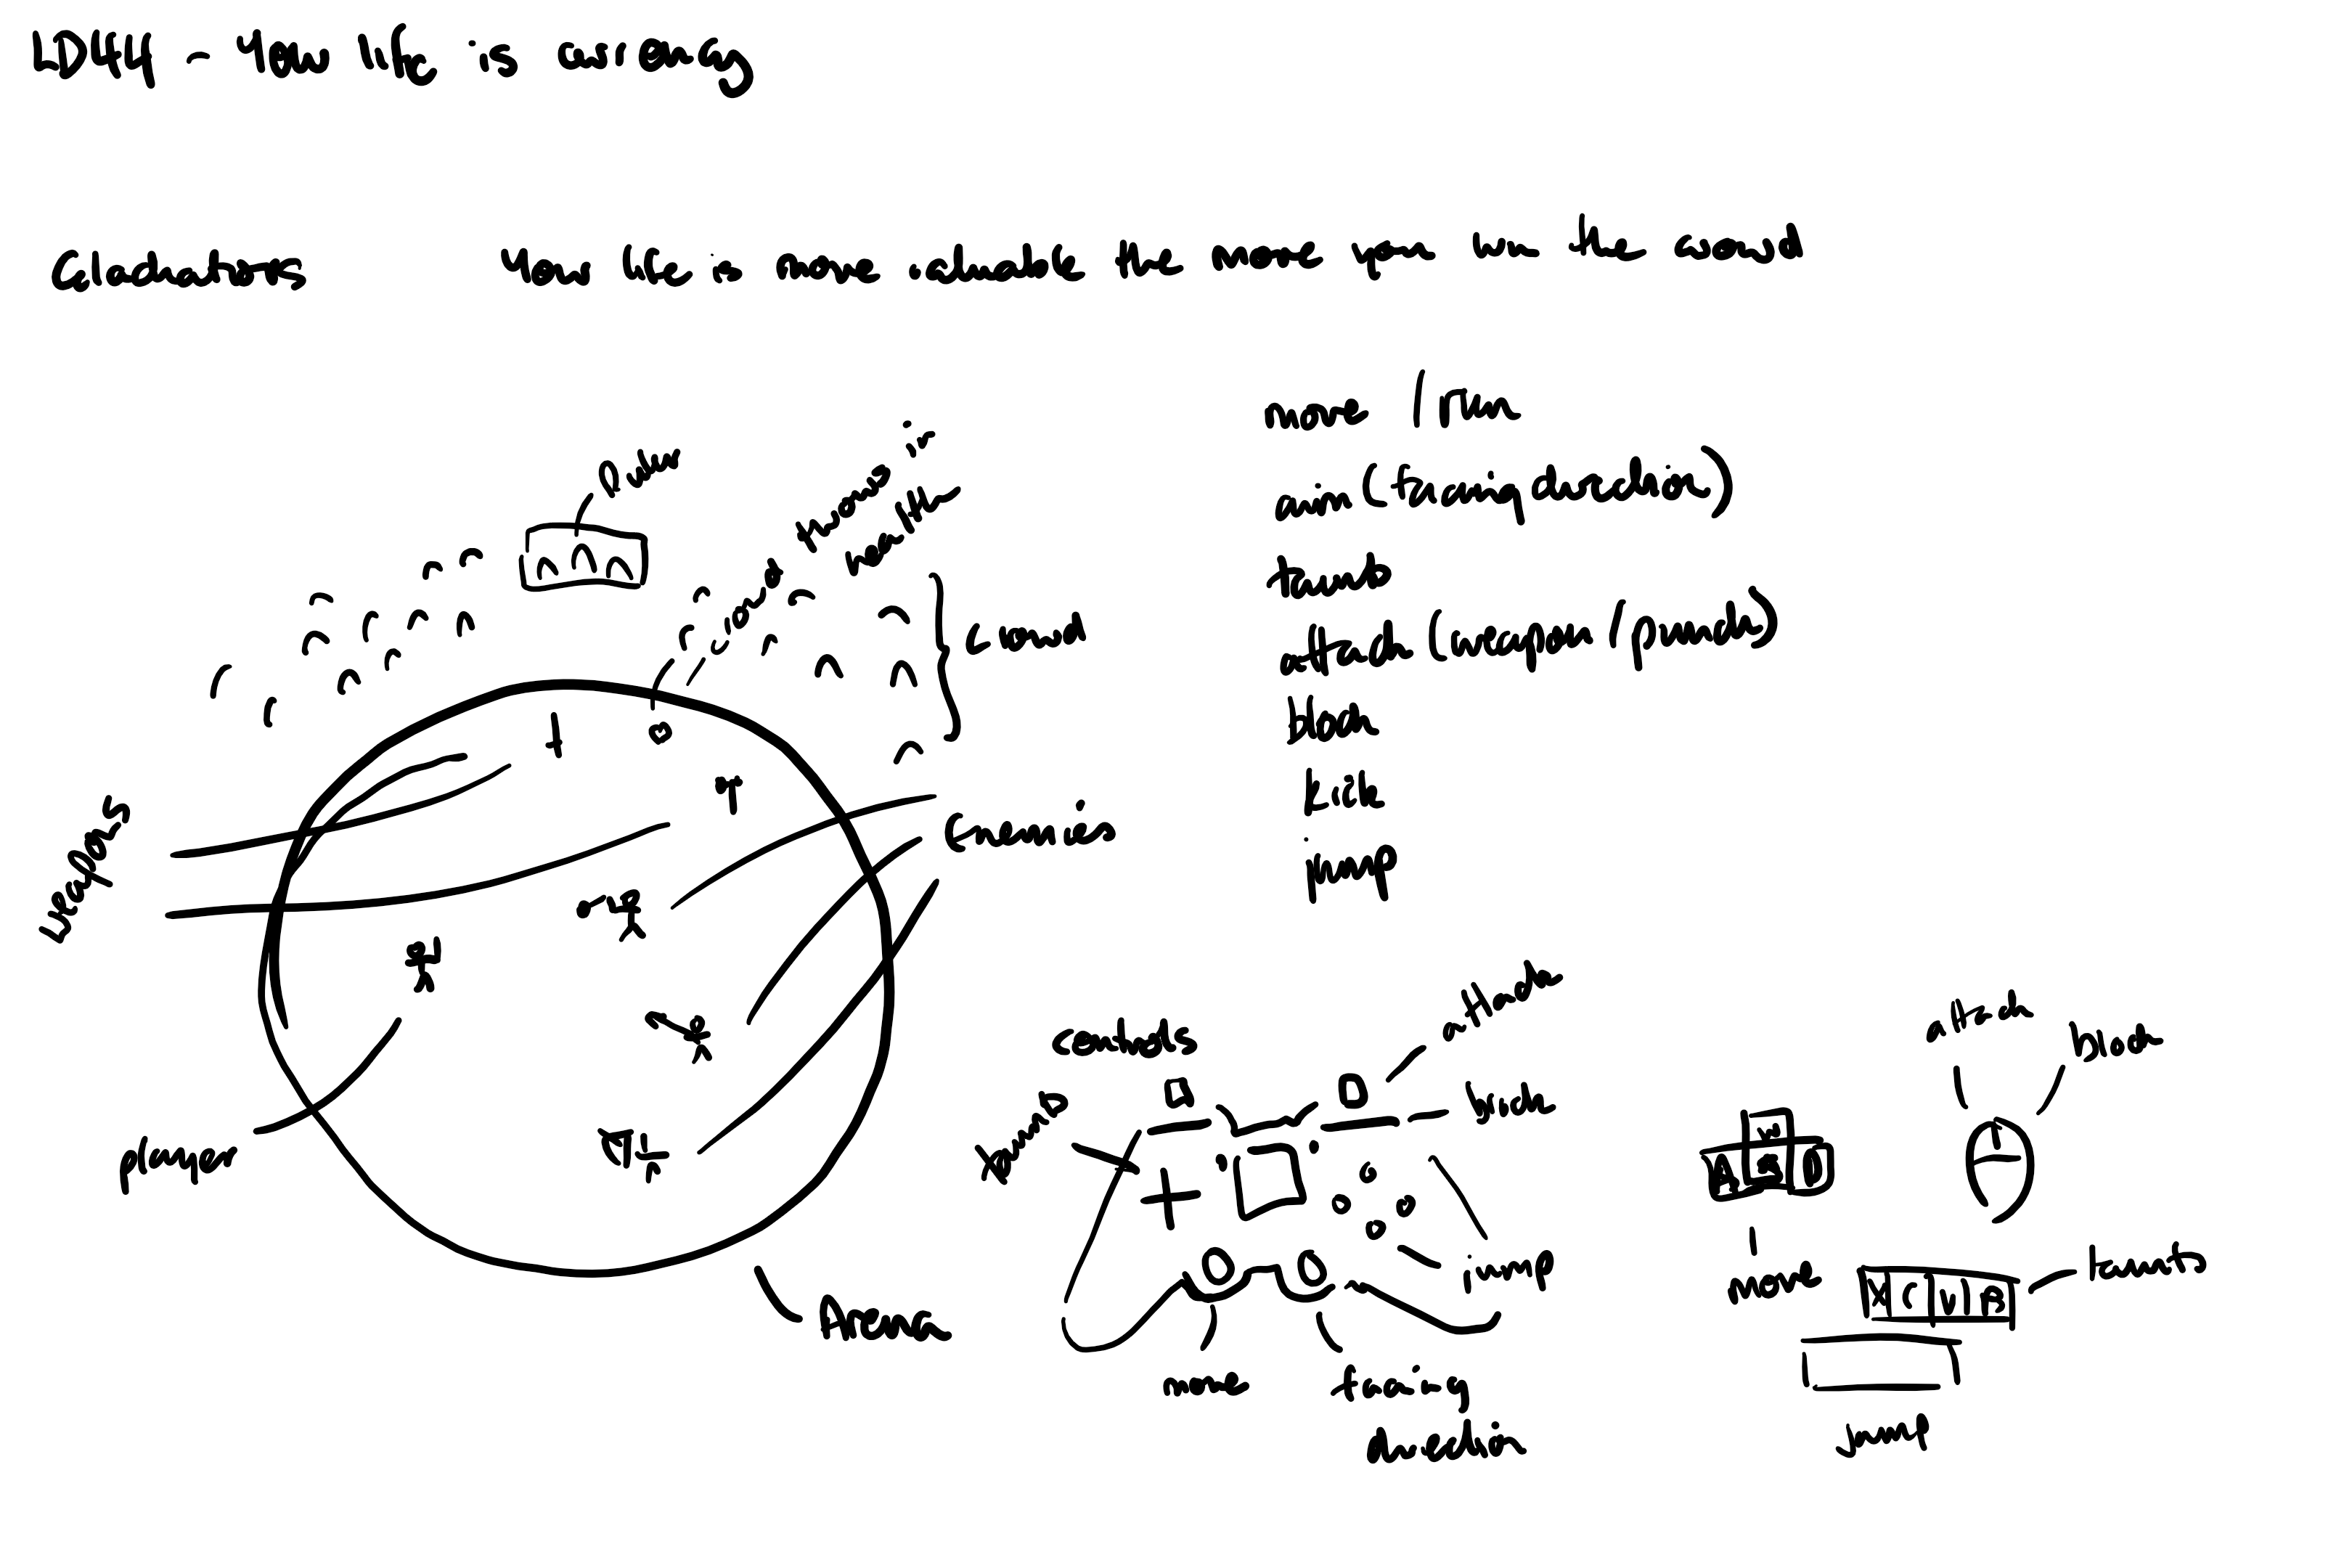 LD44 - Your life is currency
Gladiators
Your life is more valuable the more you win the crowd
move / run
aim (facing direction)
taunt
attack (weapon / punch)
block
kick
jump
Ruler
armor thrown in
health
Crowd
Weapons
Enemies
player
Arena
controls
attack
block
taunt
jump
move
facing
direction
attack
block
W
A S D
move
X C V B
taunts
jump